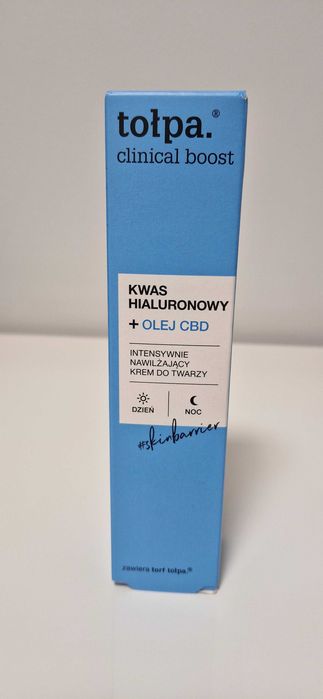 tołpa.®
clinical boost
KWAS
HIALURONOWY
+ OLEJ CBD
INTENSYWNIE
NAWILŻAJĄCY
KREM DO TWARZY
DZIEŃ
NOC
#skinbarrier
zawiera torf tołpa.®